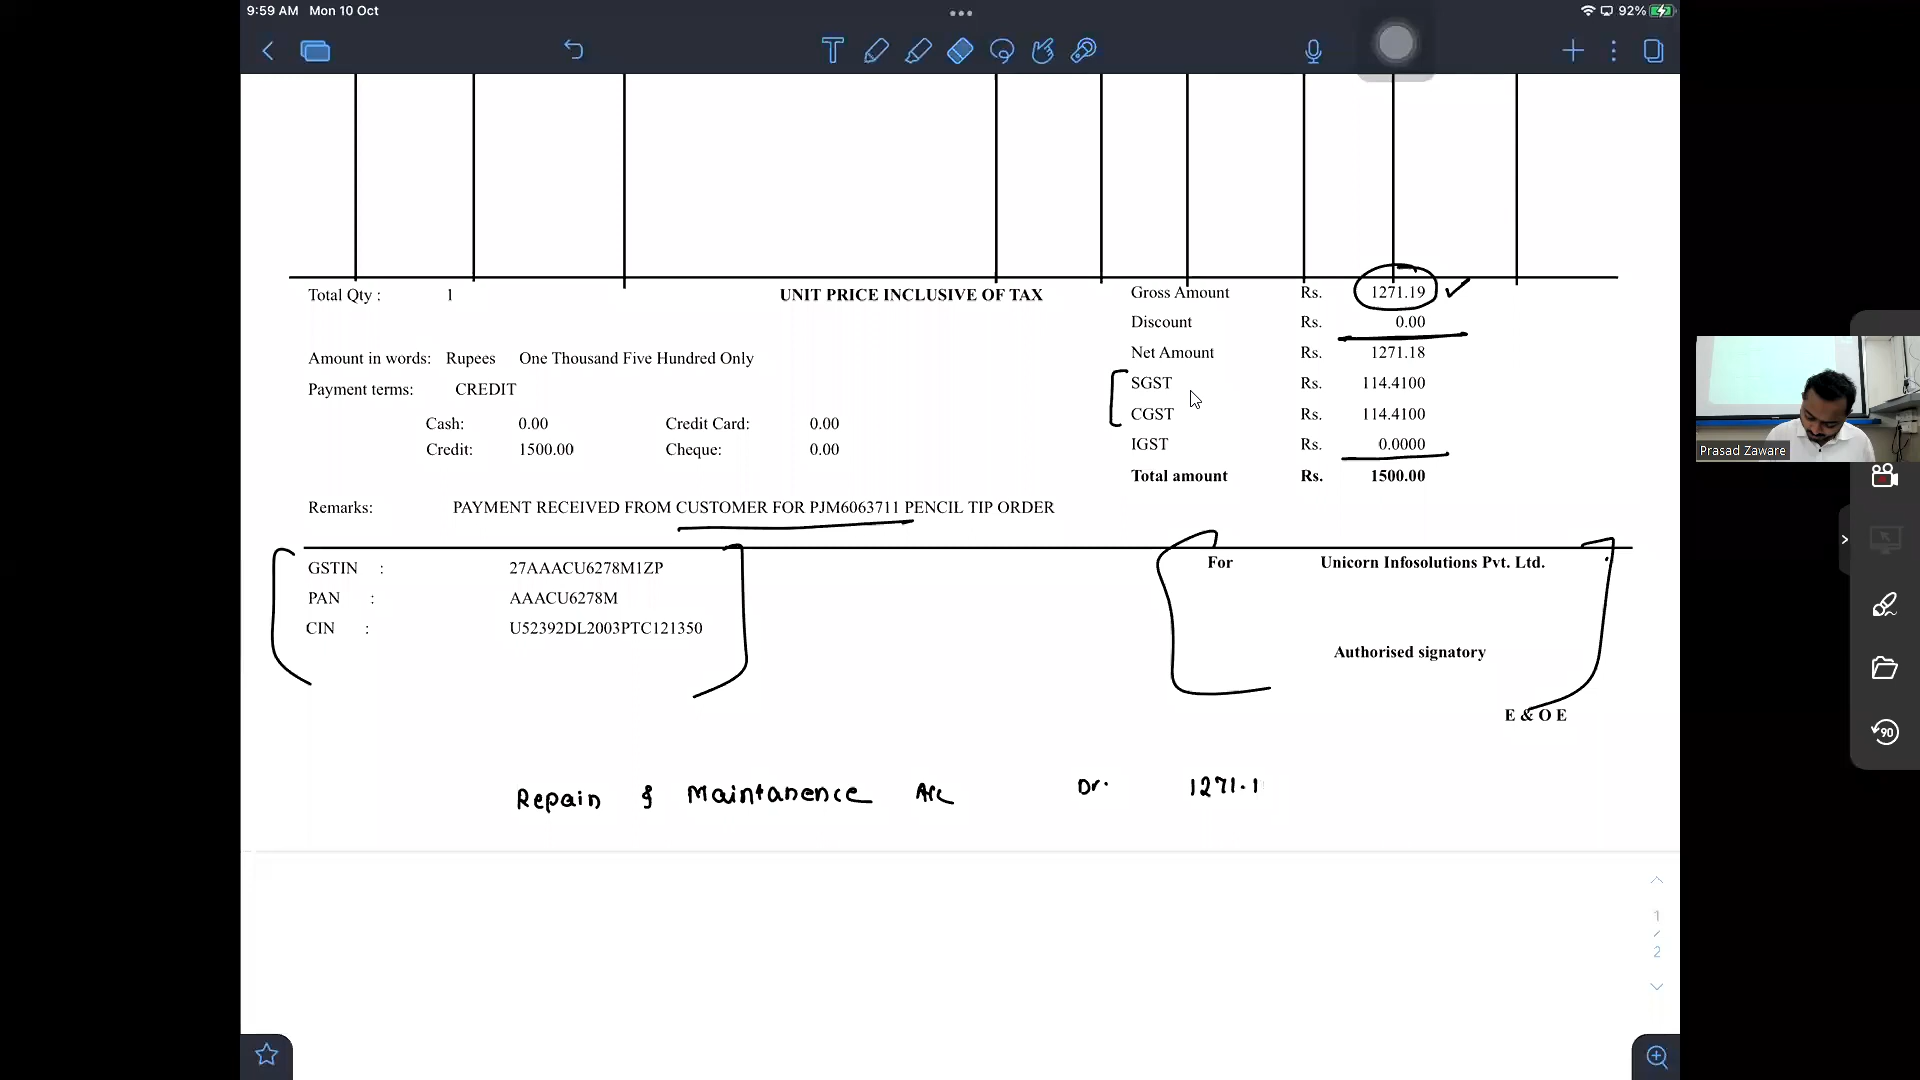 9:59 AM Mon 10 Oct
92%
Total Qty : 1 UNIT PRICE INCLUSIVE OF TAX Gross Amount Rs. 1271.19
Discount Rs. 0.00
Amount in words: Rupees One Thousand Five Hundred Only Net Amount Rs. 1271.18
Payment terms: CREDIT SGST Rs. 114.4100
Cash: 0.00 Credit Card: 0.00 CGST Rs. 114.4100
Credit: 1500.00 Cheque: 0.00 IGST Rs. 0.0000
Total amount Rs. 1500.00
Prasad Zaware
Remarks: PAYMENT RECEIVED FROM CUSTOMER FOR PJM6063711 PENCIL TIP ORDER
GSTIN : 27AAACU6278M1ZP For Unicorn Infosolutions Pvt. Ltd.
PAN : AAACU6278M
CIN : U52392DL2003PTC121350
Authorised signatory
E & O E
90
Repain & Maintanence A/c Dr. 1271.1
1
/
2